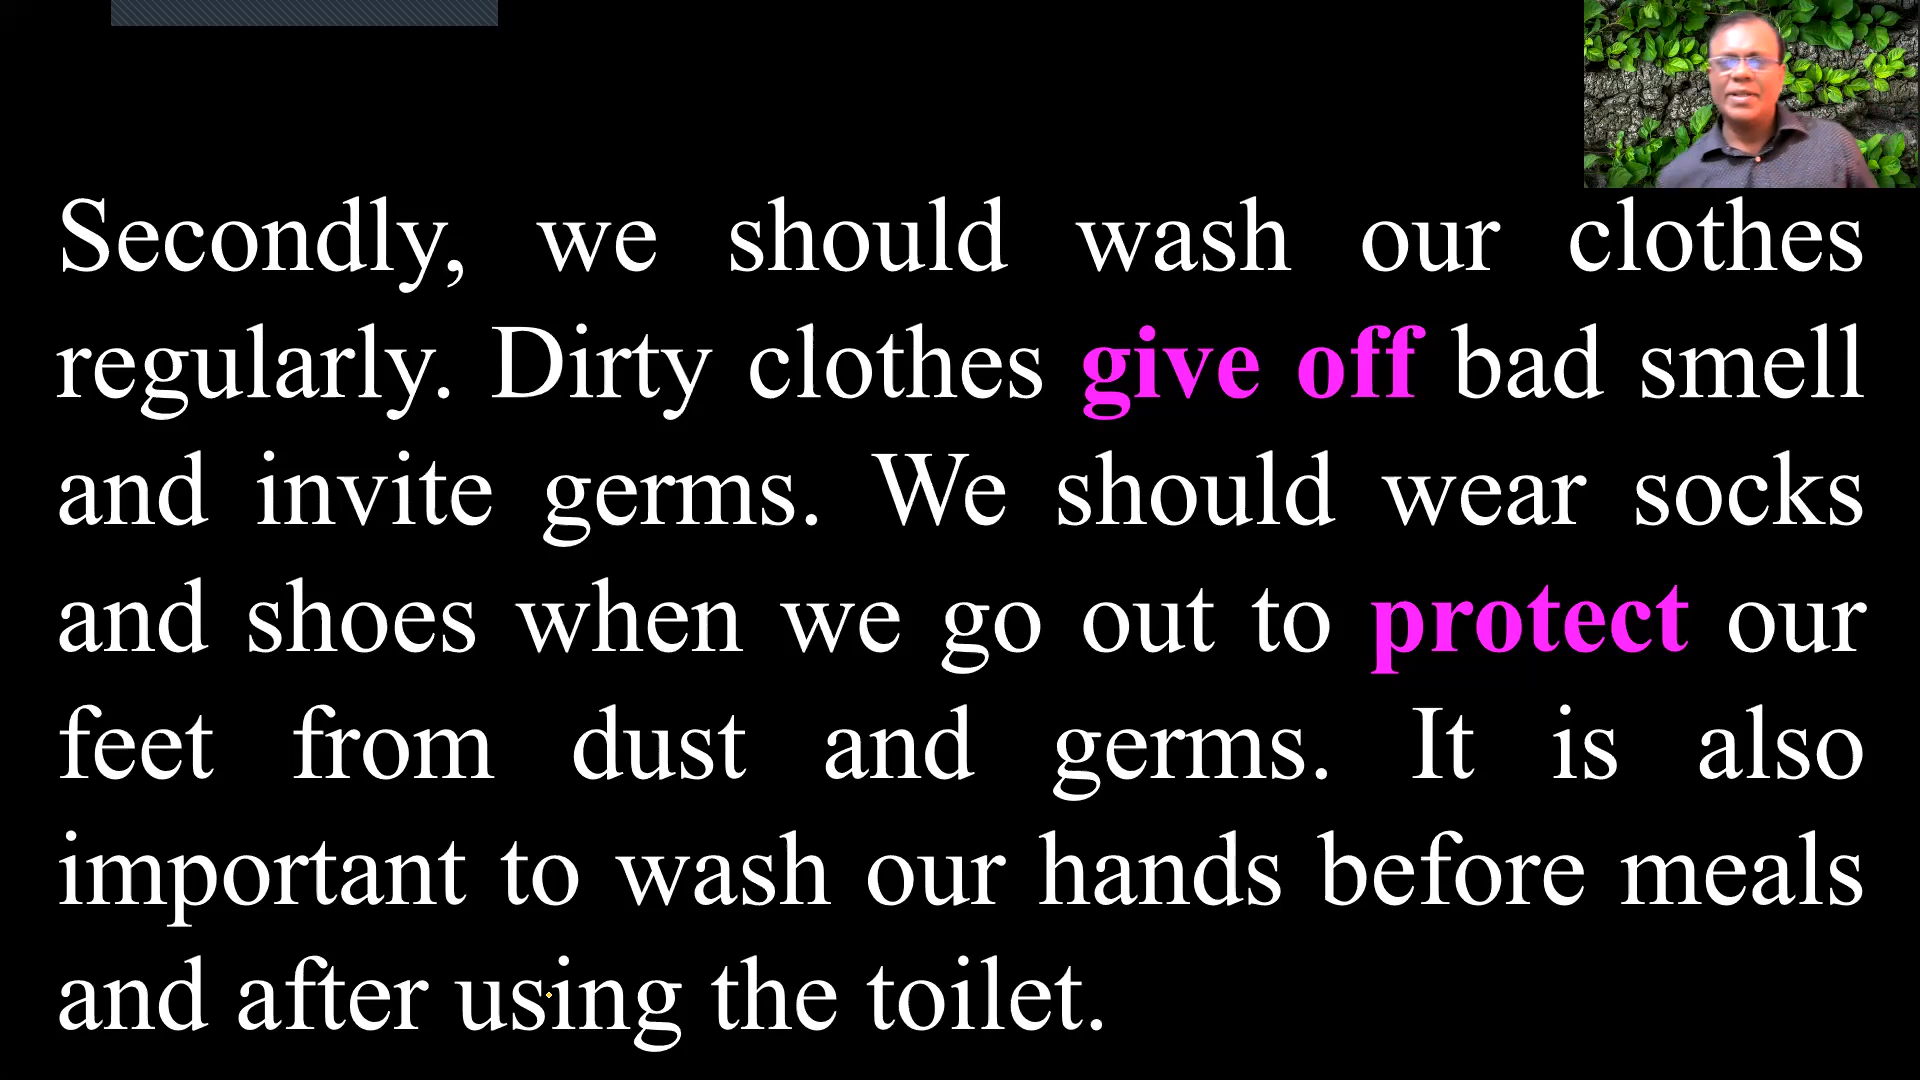 Secondly, we should wash our clothes
regularly. Dirty clothes give off bad smell
and invite germs. We should wear socks
and shoes when we go out to protect our
feet from dust and germs. It is also
important to wash our hands before meals
and after using the toilet.